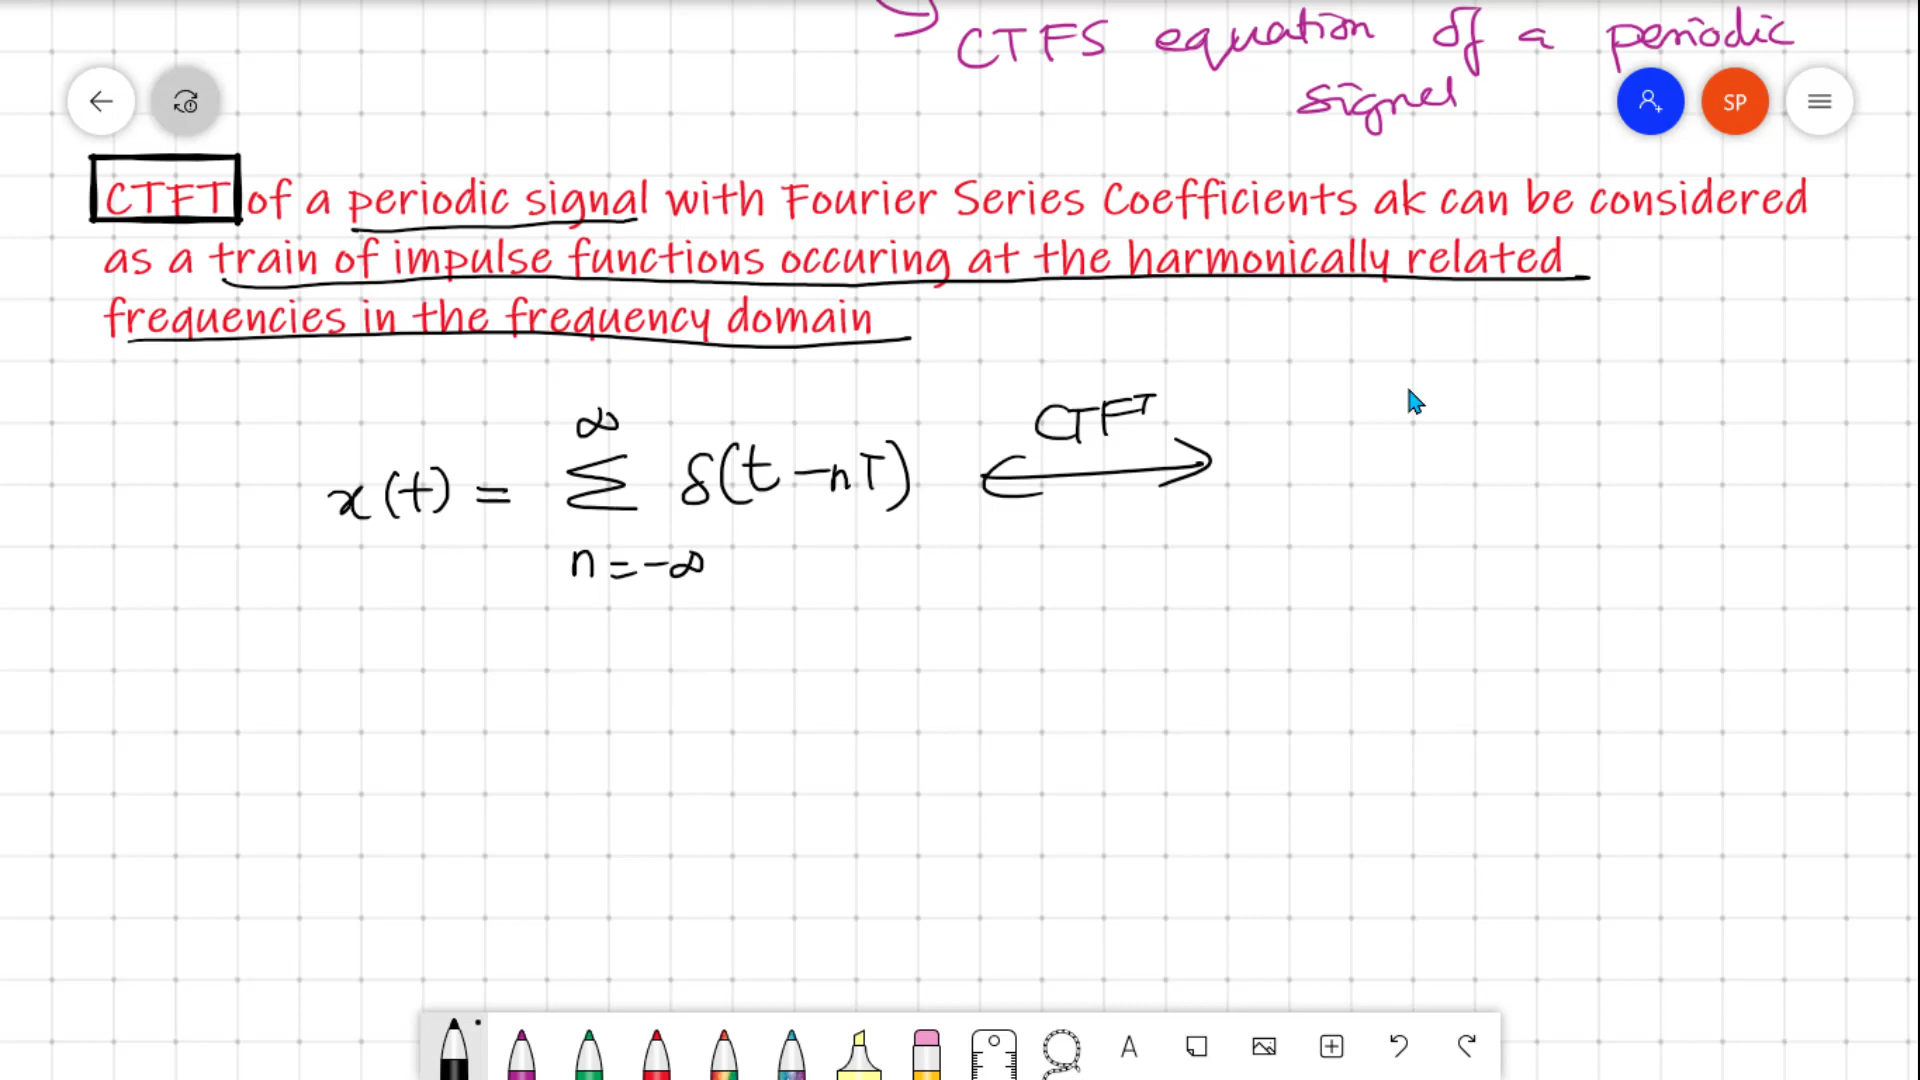 CTFS equation of a periodic
signal
SP
CTFT of a periodic signal with Fourier Series Coefficients ak can be considered
as a train of impulse functions occuring at the harmonically related
frequencies in the frequency domain
∞
CTFT
x(t) = Σ δ(t-nT)
n=-∞
A